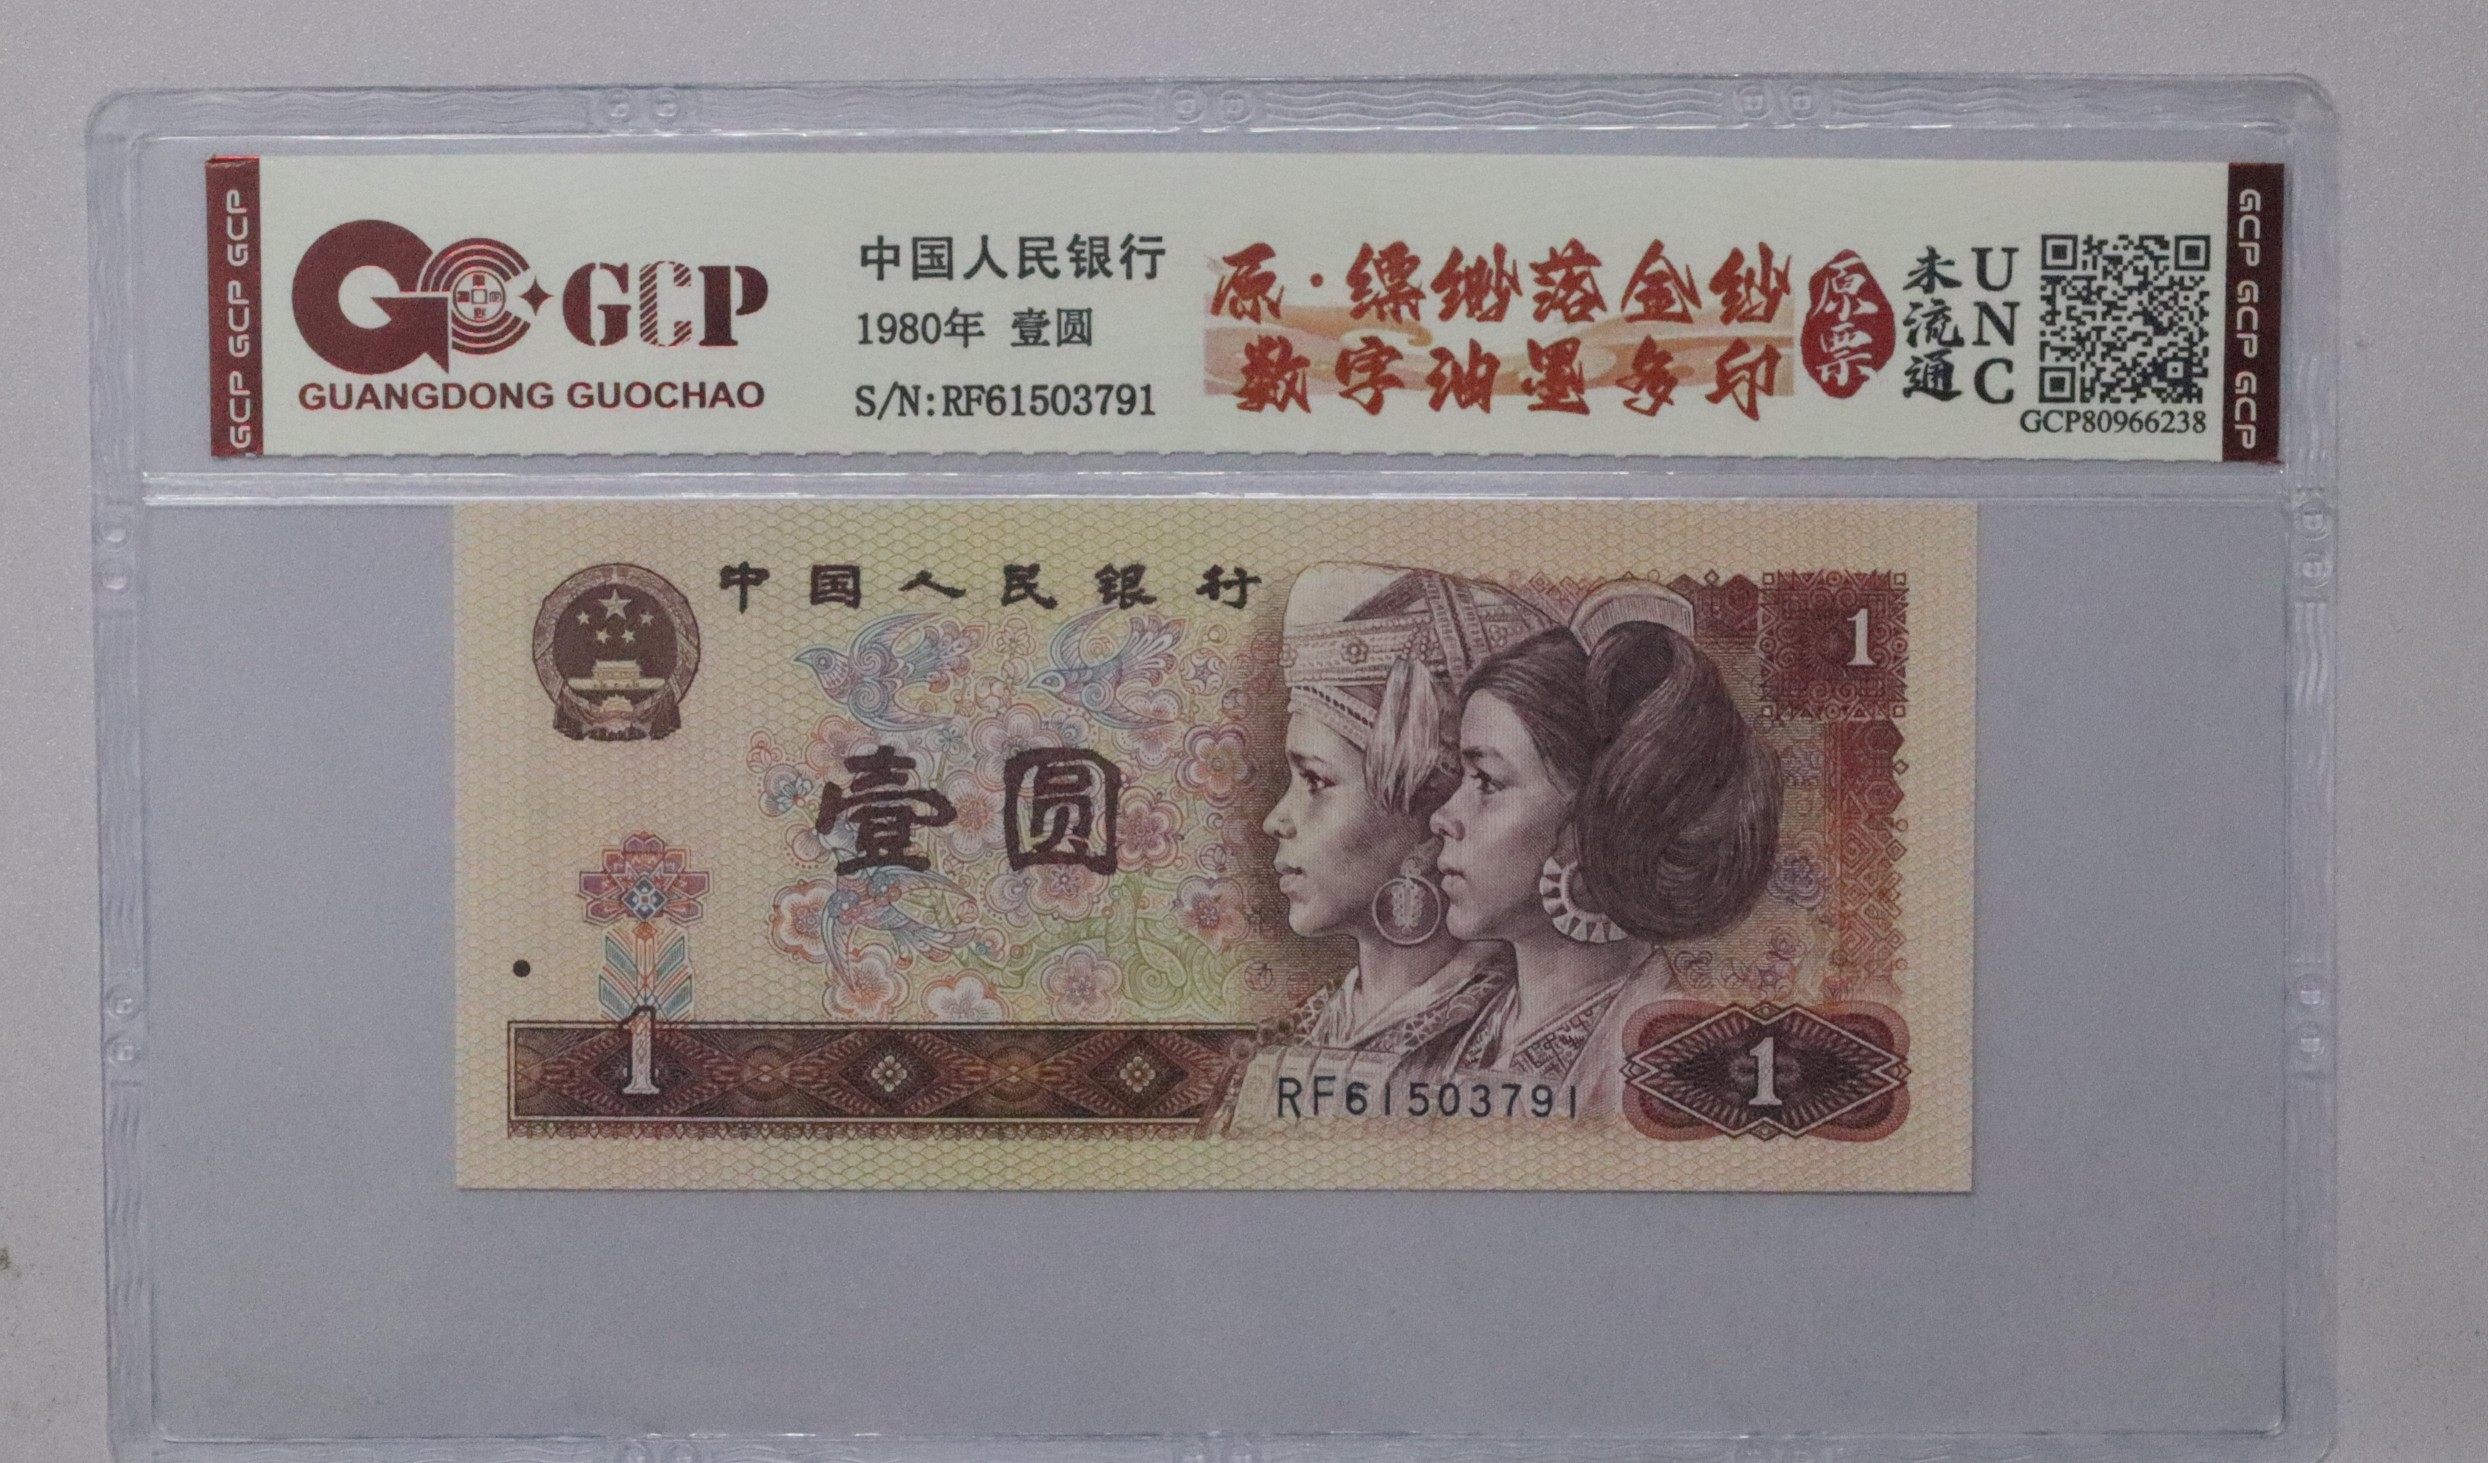 GCP GCP GCP
GCP
GUANGDONG GUOCHAO
中国人民银行
1980年 壹圆
S/N:RF61503791
原·缥缈落金纱
数字油墨多印
原票
未流通
UNC
GCP80966238
GCP GCP GCP
中国人民银行
1
壹圆
1
RF61503791
1